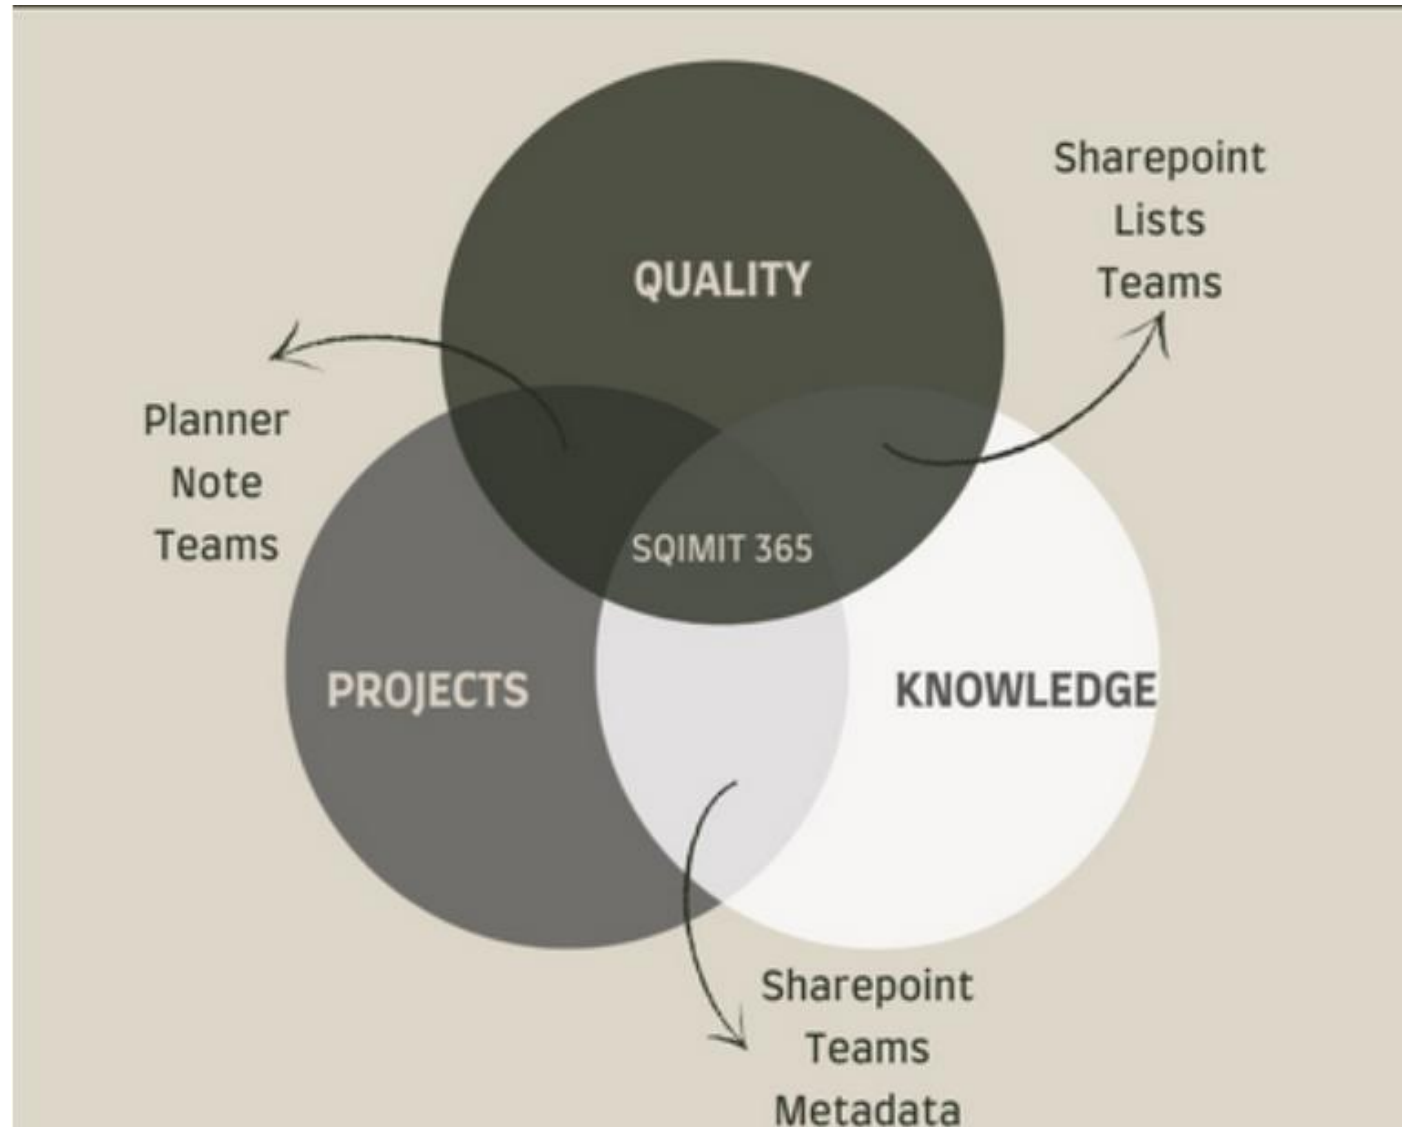 QUALITY
Sharepoint
Lists
Teams
Planner
Note
Teams
SQIMIT 365
PROJECTS
KNOWLEDGE
Sharepoint
Teams
Metadata